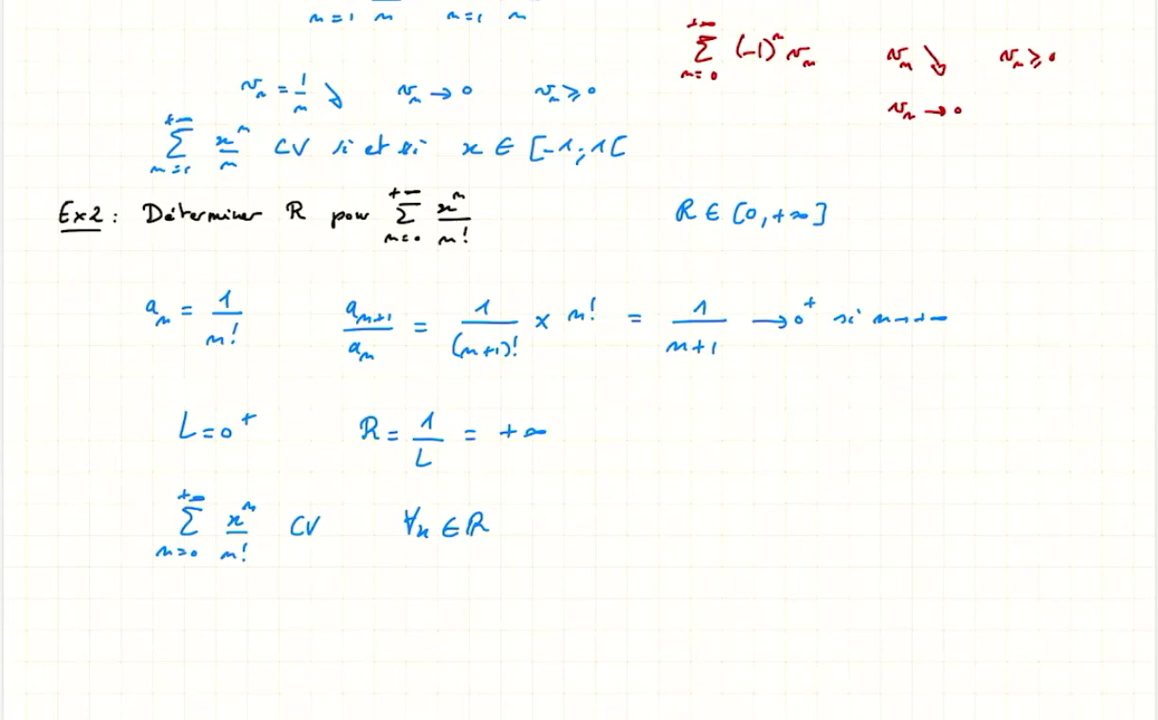 n=1 n n=1 n
+∞
∑ (-1)^n v_n v_n ↘ v_n ≥ 0
n=0
v_n → 0
v_n = 1/n ↘ v_n → 0 v_n ≥ 0
+∞
∑ x^n/n CV si et si x ∈ [-1; 1[
n=1
Ex2 : Déterminer R pour ∑_{n=0}^{+∞} x^n/n! R ∈ [0, +∞]
a_n = 1/n! a_{n+1}/a_n = 1/(n+1)! × n! = 1/(n+1) → 0^+ si n→+∞
L = 0^+ R = 1/L = +∞
∑_{n=0}^{+∞} x^n/n! CV ∀x ∈ R